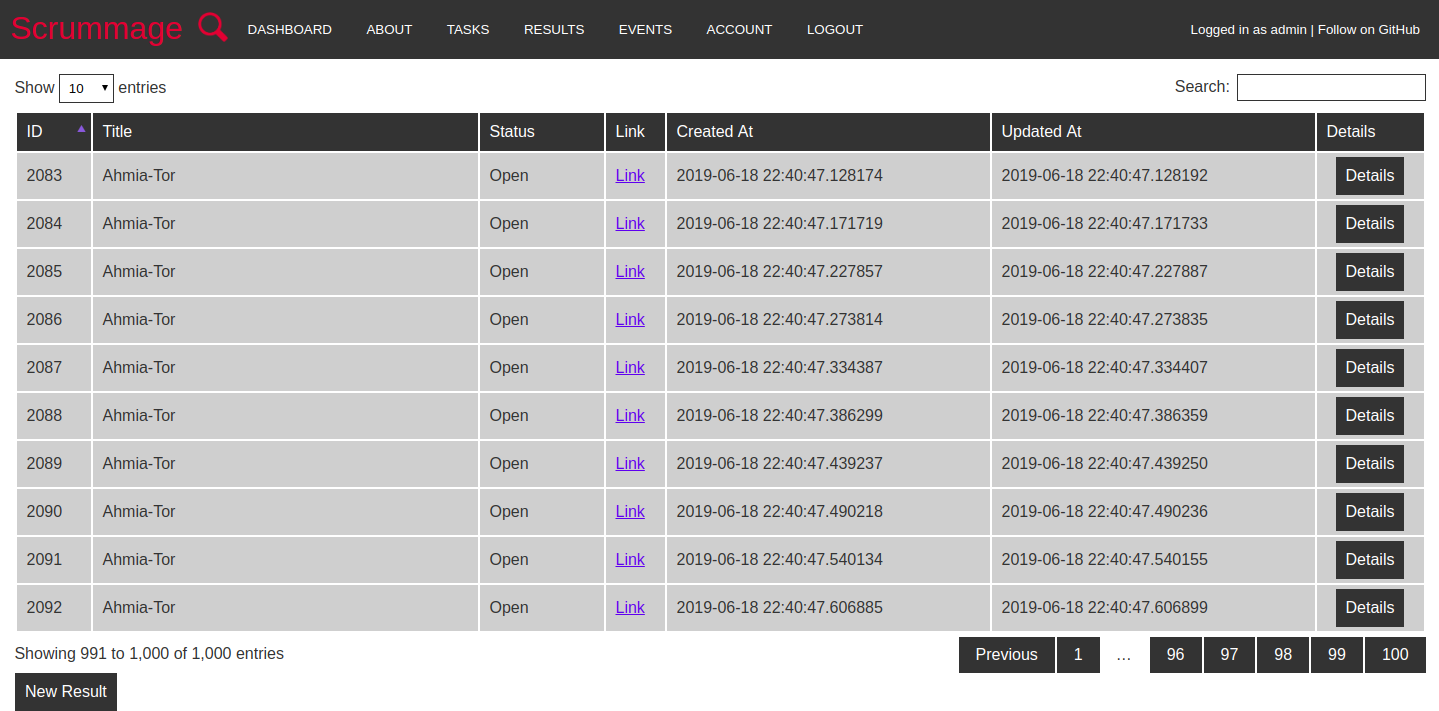 Scrummage DASHBOARD ABOUT TASKS RESULTS EVENTS ACCOUNT LOGOUT Logged in as admin | Follow on GitHub
Show 10 entries Search:
ID Title Status Link Created At Updated At Details
2083 Ahmia-Tor Open Link 2019-06-18 22:40:47.128174 2019-06-18 22:40:47.128192 Details
2084 Ahmia-Tor Open Link 2019-06-18 22:40:47.171719 2019-06-18 22:40:47.171733 Details
2085 Ahmia-Tor Open Link 2019-06-18 22:40:47.227857 2019-06-18 22:40:47.227887 Details
2086 Ahmia-Tor Open Link 2019-06-18 22:40:47.273814 2019-06-18 22:40:47.273835 Details
2087 Ahmia-Tor Open Link 2019-06-18 22:40:47.334387 2019-06-18 22:40:47.334407 Details
2088 Ahmia-Tor Open Link 2019-06-18 22:40:47.386299 2019-06-18 22:40:47.386359 Details
2089 Ahmia-Tor Open Link 2019-06-18 22:40:47.439237 2019-06-18 22:40:47.439250 Details
2090 Ahmia-Tor Open Link 2019-06-18 22:40:47.490218 2019-06-18 22:40:47.490236 Details
2091 Ahmia-Tor Open Link 2019-06-18 22:40:47.540134 2019-06-18 22:40:47.540155 Details
2092 Ahmia-Tor Open Link 2019-06-18 22:40:47.606885 2019-06-18 22:40:47.606899 Details
Showing 991 to 1,000 of 1,000 entries Previous 1 … 96 97 98 99 100
New Result